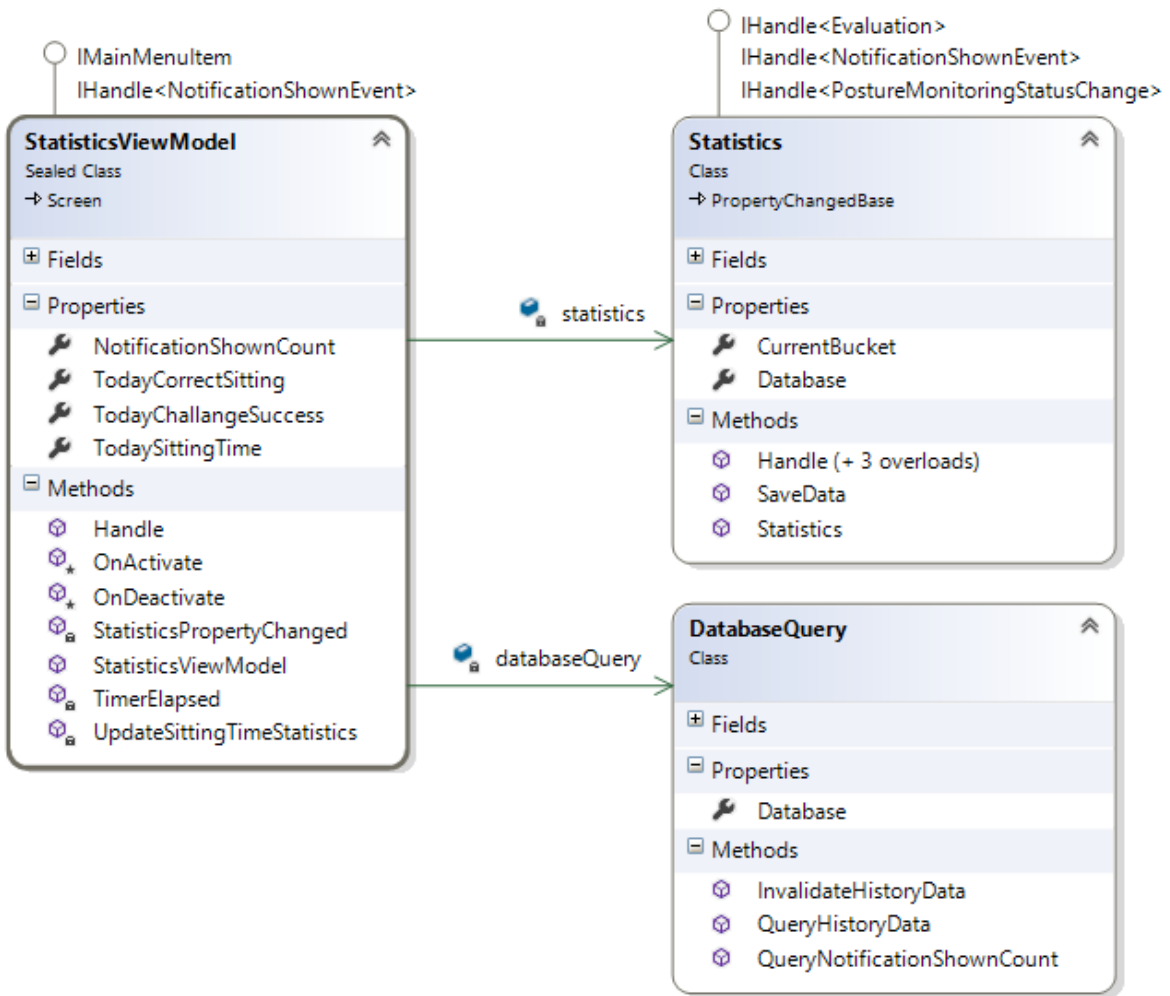 IMainMenuItem
IHandle<NotificationShownEvent>
StatisticsViewModel
Sealed Class
Screen
Fields
Properties
NotificationShownCount
TodayCorrectSitting
TodayChallangeSuccess
TodaySittingTime
Methods
Handle
OnActivate
OnDeactivate
StatisticsPropertyChanged
StatisticsViewModel
TimerElapsed
UpdateSittingTimeStatistics
statistics
databaseQuery
IHandle<Evaluation>
IHandle<NotificationShownEvent>
IHandle<PostureMonitoringStatusChange>
Statistics
Class
PropertyChangedBase
Fields
Properties
CurrentBucket
Database
Methods
Handle (+ 3 overloads)
SaveData
Statistics
DatabaseQuery
Class
Fields
Properties
Database
Methods
InvalidateHistoryData
QueryHistoryData
QueryNotificationShownCount